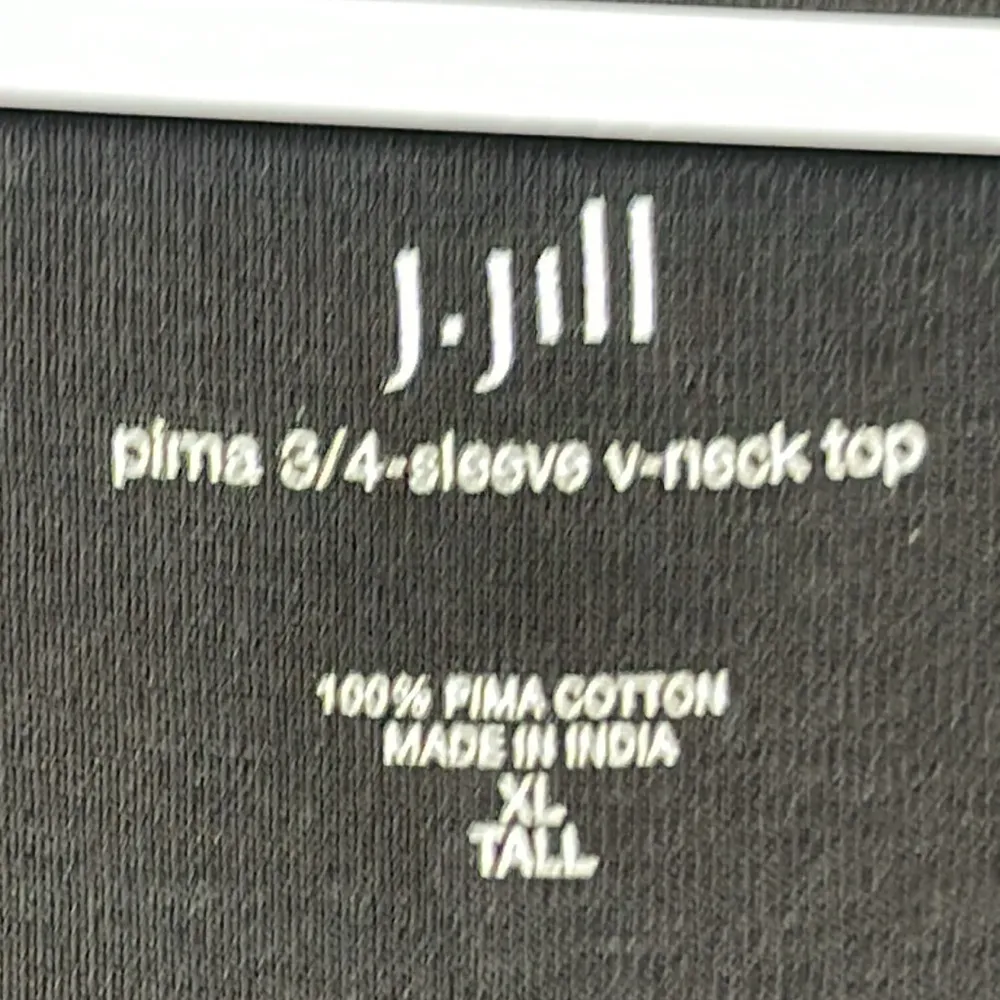 J.Jill
pima 3/4-sleeve v-neck top
100% PIMA COTTON
MADE IN INDIA
XL
TALL